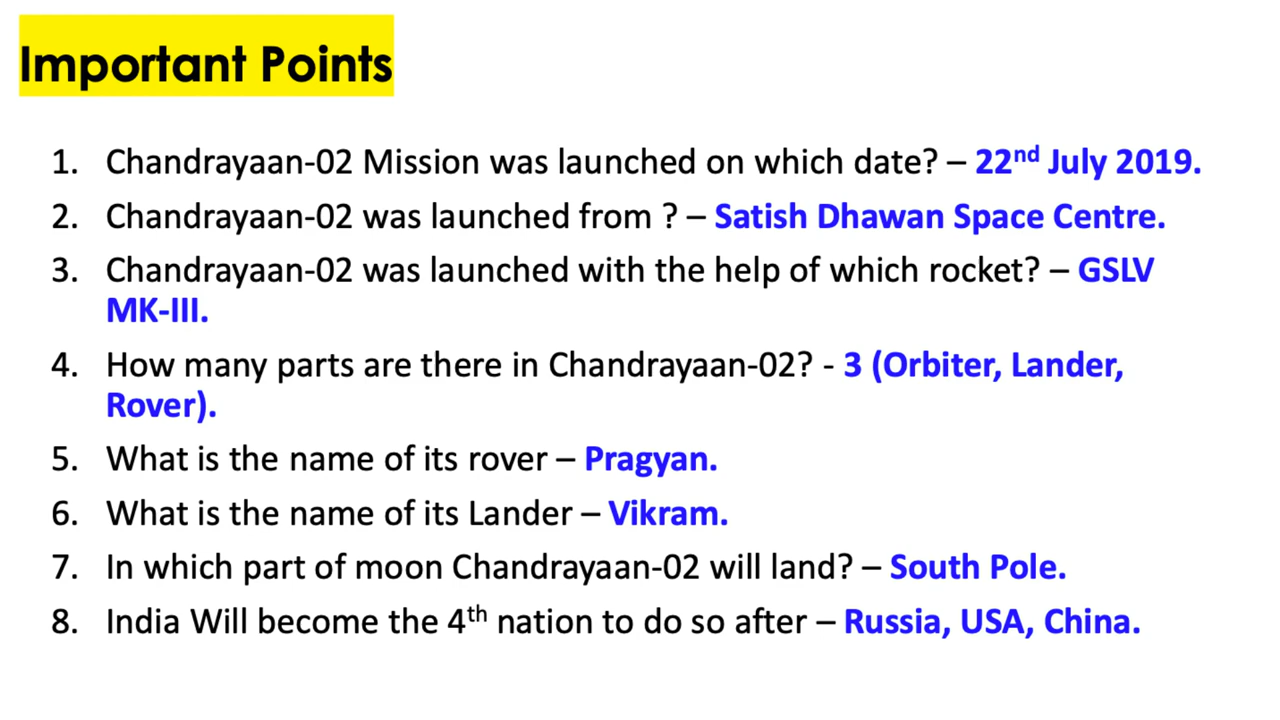 Important Points
1. Chandrayaan-02 Mission was launched on which date? – 22nd July 2019.
2. Chandrayaan-02 was launched from ? – Satish Dhawan Space Centre.
3. Chandrayaan-02 was launched with the help of which rocket? – GSLV
MK-III.
4. How many parts are there in Chandrayaan-02? - 3 (Orbiter, Lander,
Rover).
5. What is the name of its rover – Pragyan.
6. What is the name of its Lander – Vikram.
7. In which part of moon Chandrayaan-02 will land? – South Pole.
8. India Will become the 4th nation to do so after – Russia, USA, China.